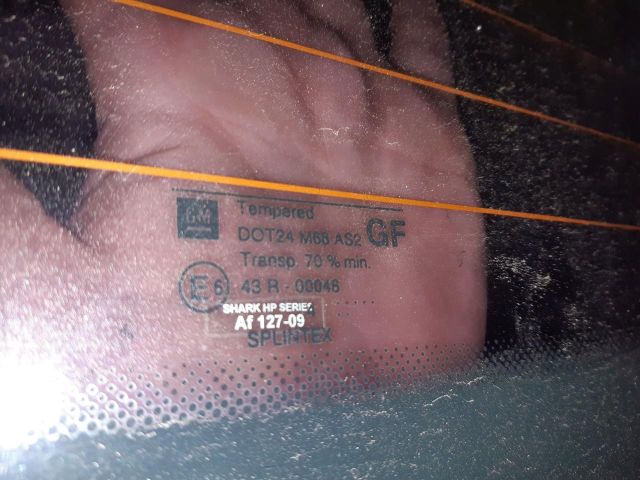 GM
Tempered
DOT24 M68 AS2 GF
Transp. 70 % min.
E6 43 R - 00046
SHARK HP SERIES
Af 127-09
SPLINTEX